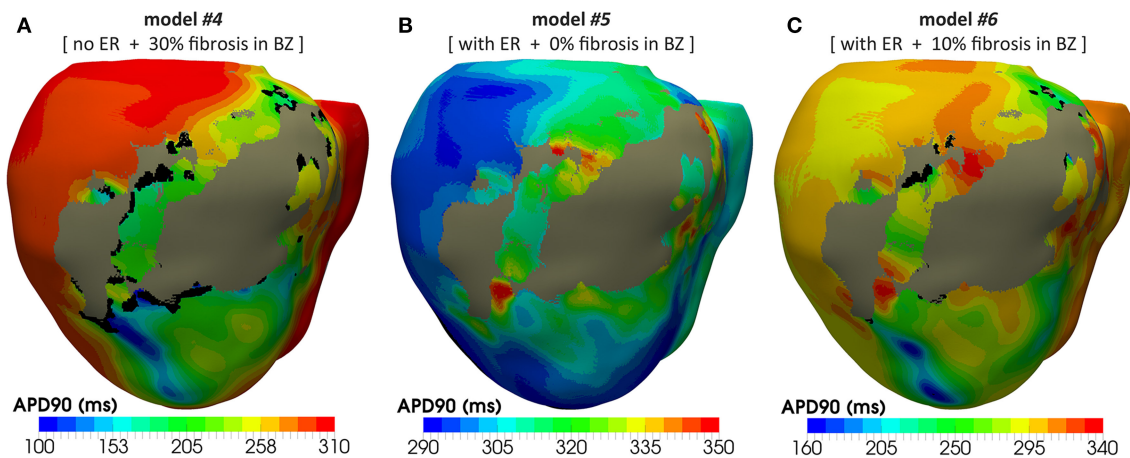 A
model #4
[ no ER + 30% fibrosis in BZ ]
APD90 (ms)
100 153 205 258 310
B
model #5
[ with ER + 0% fibrosis in BZ ]
APD90 (ms)
290 305 320 335 350
C
model #6
[ with ER + 10% fibrosis in BZ ]
APD90 (ms)
160 205 250 295 340